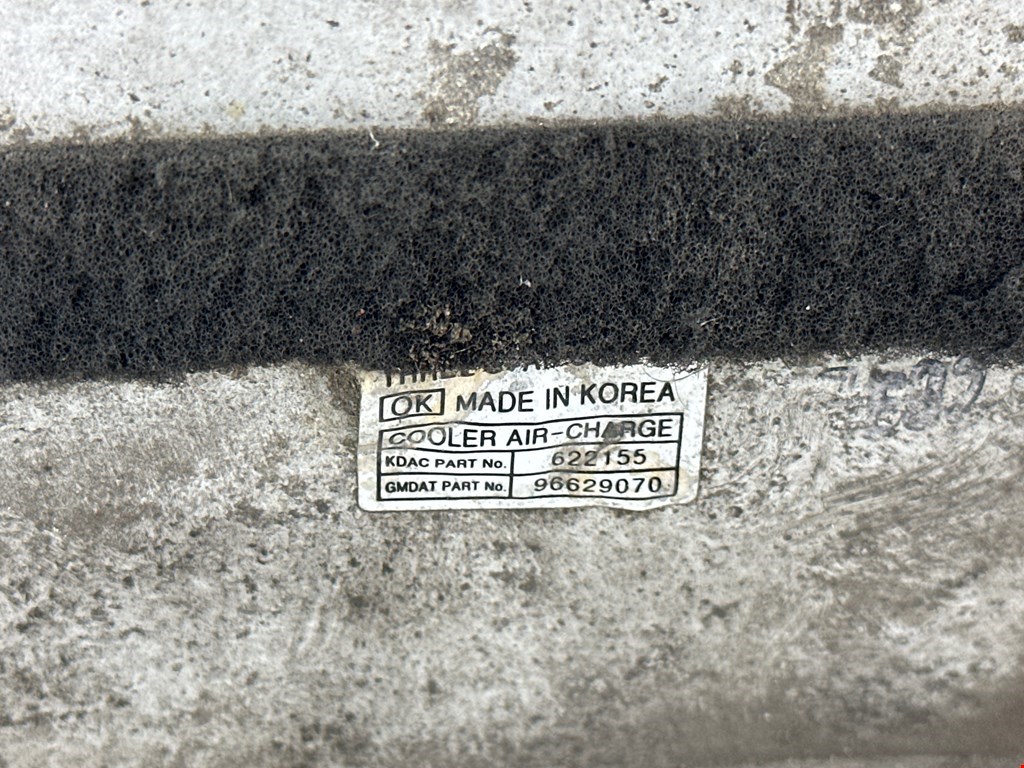 OK MADE IN KOREA
COOLER AIR-CHARGE
KDAC PART No. 622155
GMDAT PART No. 96629070